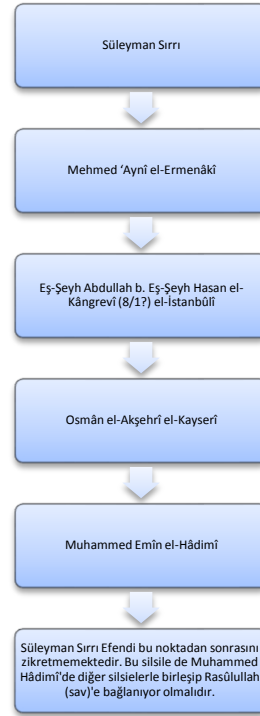 Süleyman Sırrı
Mehmed ‘Aynî el-Ermenâkî
Eş-Şeyh Abdullah b. Eş-Şeyh Hasan el-
Kângrevî (8/1?) el-İstanbûlî
Osmân el-Akşehrî el-Kayserî
Muhammed Emîn el-Hâdimî
Süleyman Sırrı Efendi bu noktadan sonrasını
zikretmemektedir. Bu silsile de Muhammed
Hâdimî'de diğer silsielerle birleşip Rasûlullah
(sav)'e bağlanıyor olmalıdır.